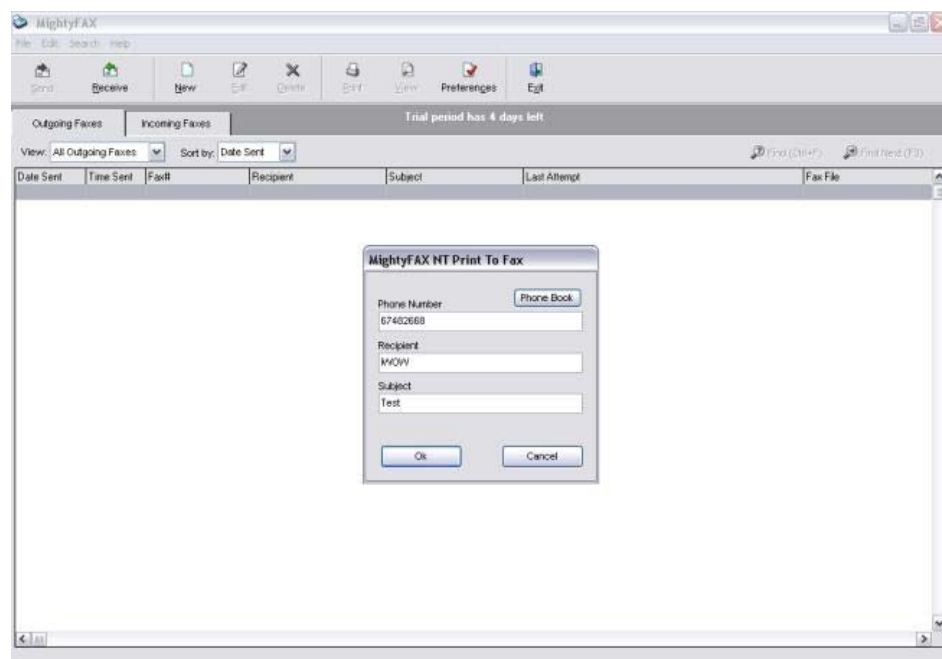 MightyFAX
File Edit Search Help
Send Receive New Edit Delete Print View Preferences Exit
Outgoing Faxes Incoming Faxes Trial period has 4 days left
View: All Outgoing Faxes Sort by: Date Sent Find (Ctrl+F) Find Next (F3)
Date Sent Time Sent Fax# Recipient Subject Last Attempt Fax File
MightyFAX NT Print To Fax
Phone Book
Phone Number
67482668
Recipient
Subject
Test
Ok Cancel